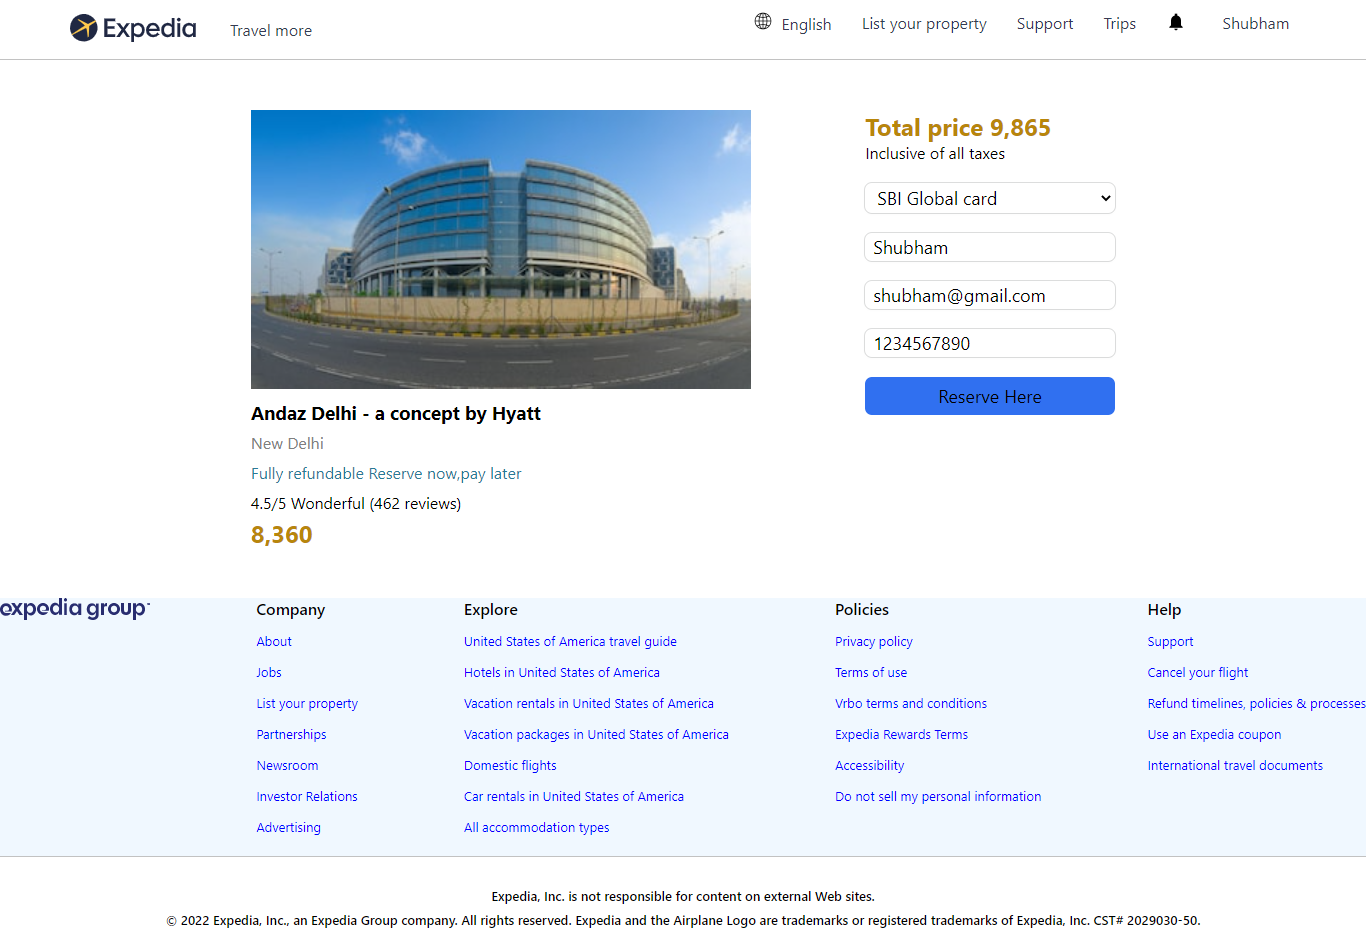 Expedia
Travel more
English
List your property
Support
Trips
Shubham
Total price 9,865
Inclusive of all taxes
SBI Global card
Shubham
shubham@gmail.com
1234567890
Reserve Here
Andaz Delhi - a concept by Hyatt
New Delhi
Fully refundable Reserve now,pay later
4.5/5 Wonderful (462 reviews)
8,360
expedia group
Company
About
Jobs
List your property
Partnerships
Newsroom
Investor Relations
Advertising
Explore
United States of America travel guide
Hotels in United States of America
Vacation rentals in United States of America
Vacation packages in United States of America
Domestic flights
Car rentals in United States of America
All accommodation types
Policies
Privacy policy
Terms of use
Vrbo terms and conditions
Expedia Rewards Terms
Accessibility
Do not sell my personal information
Help
Support
Cancel your flight
Refund timelines, policies & processes
Use an Expedia coupon
International travel documents
Expedia, Inc. is not responsible for content on external Web sites.
© 2022 Expedia, Inc., an Expedia Group company. All rights reserved. Expedia and the Airplane Logo are trademarks or registered trademarks of Expedia, Inc. CST# 2029030-50.